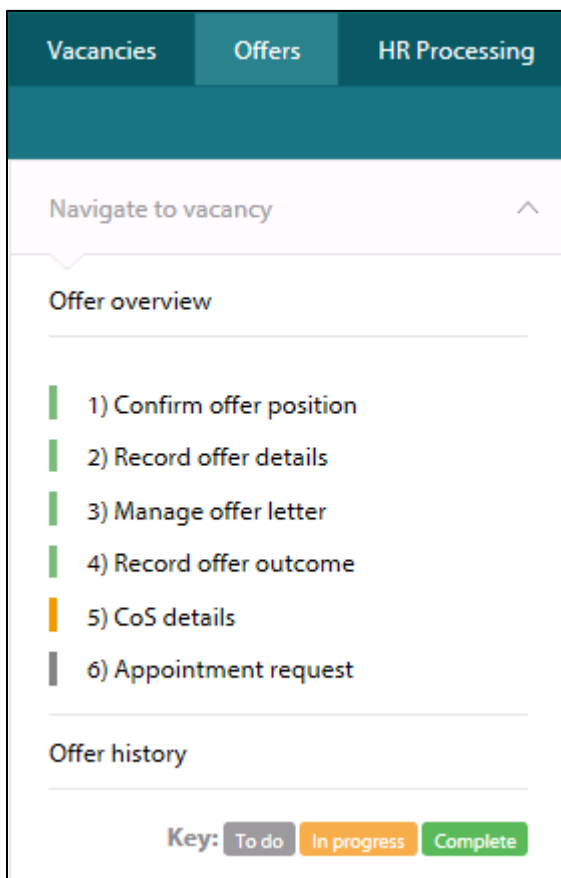 Vacancies Offers HR Processing
Navigate to vacancy
Offer overview
1) Confirm offer position
2) Record offer details
3) Manage offer letter
4) Record offer outcome
5) CoS details
6) Appointment request
Offer history
Key: To do In progress Complete